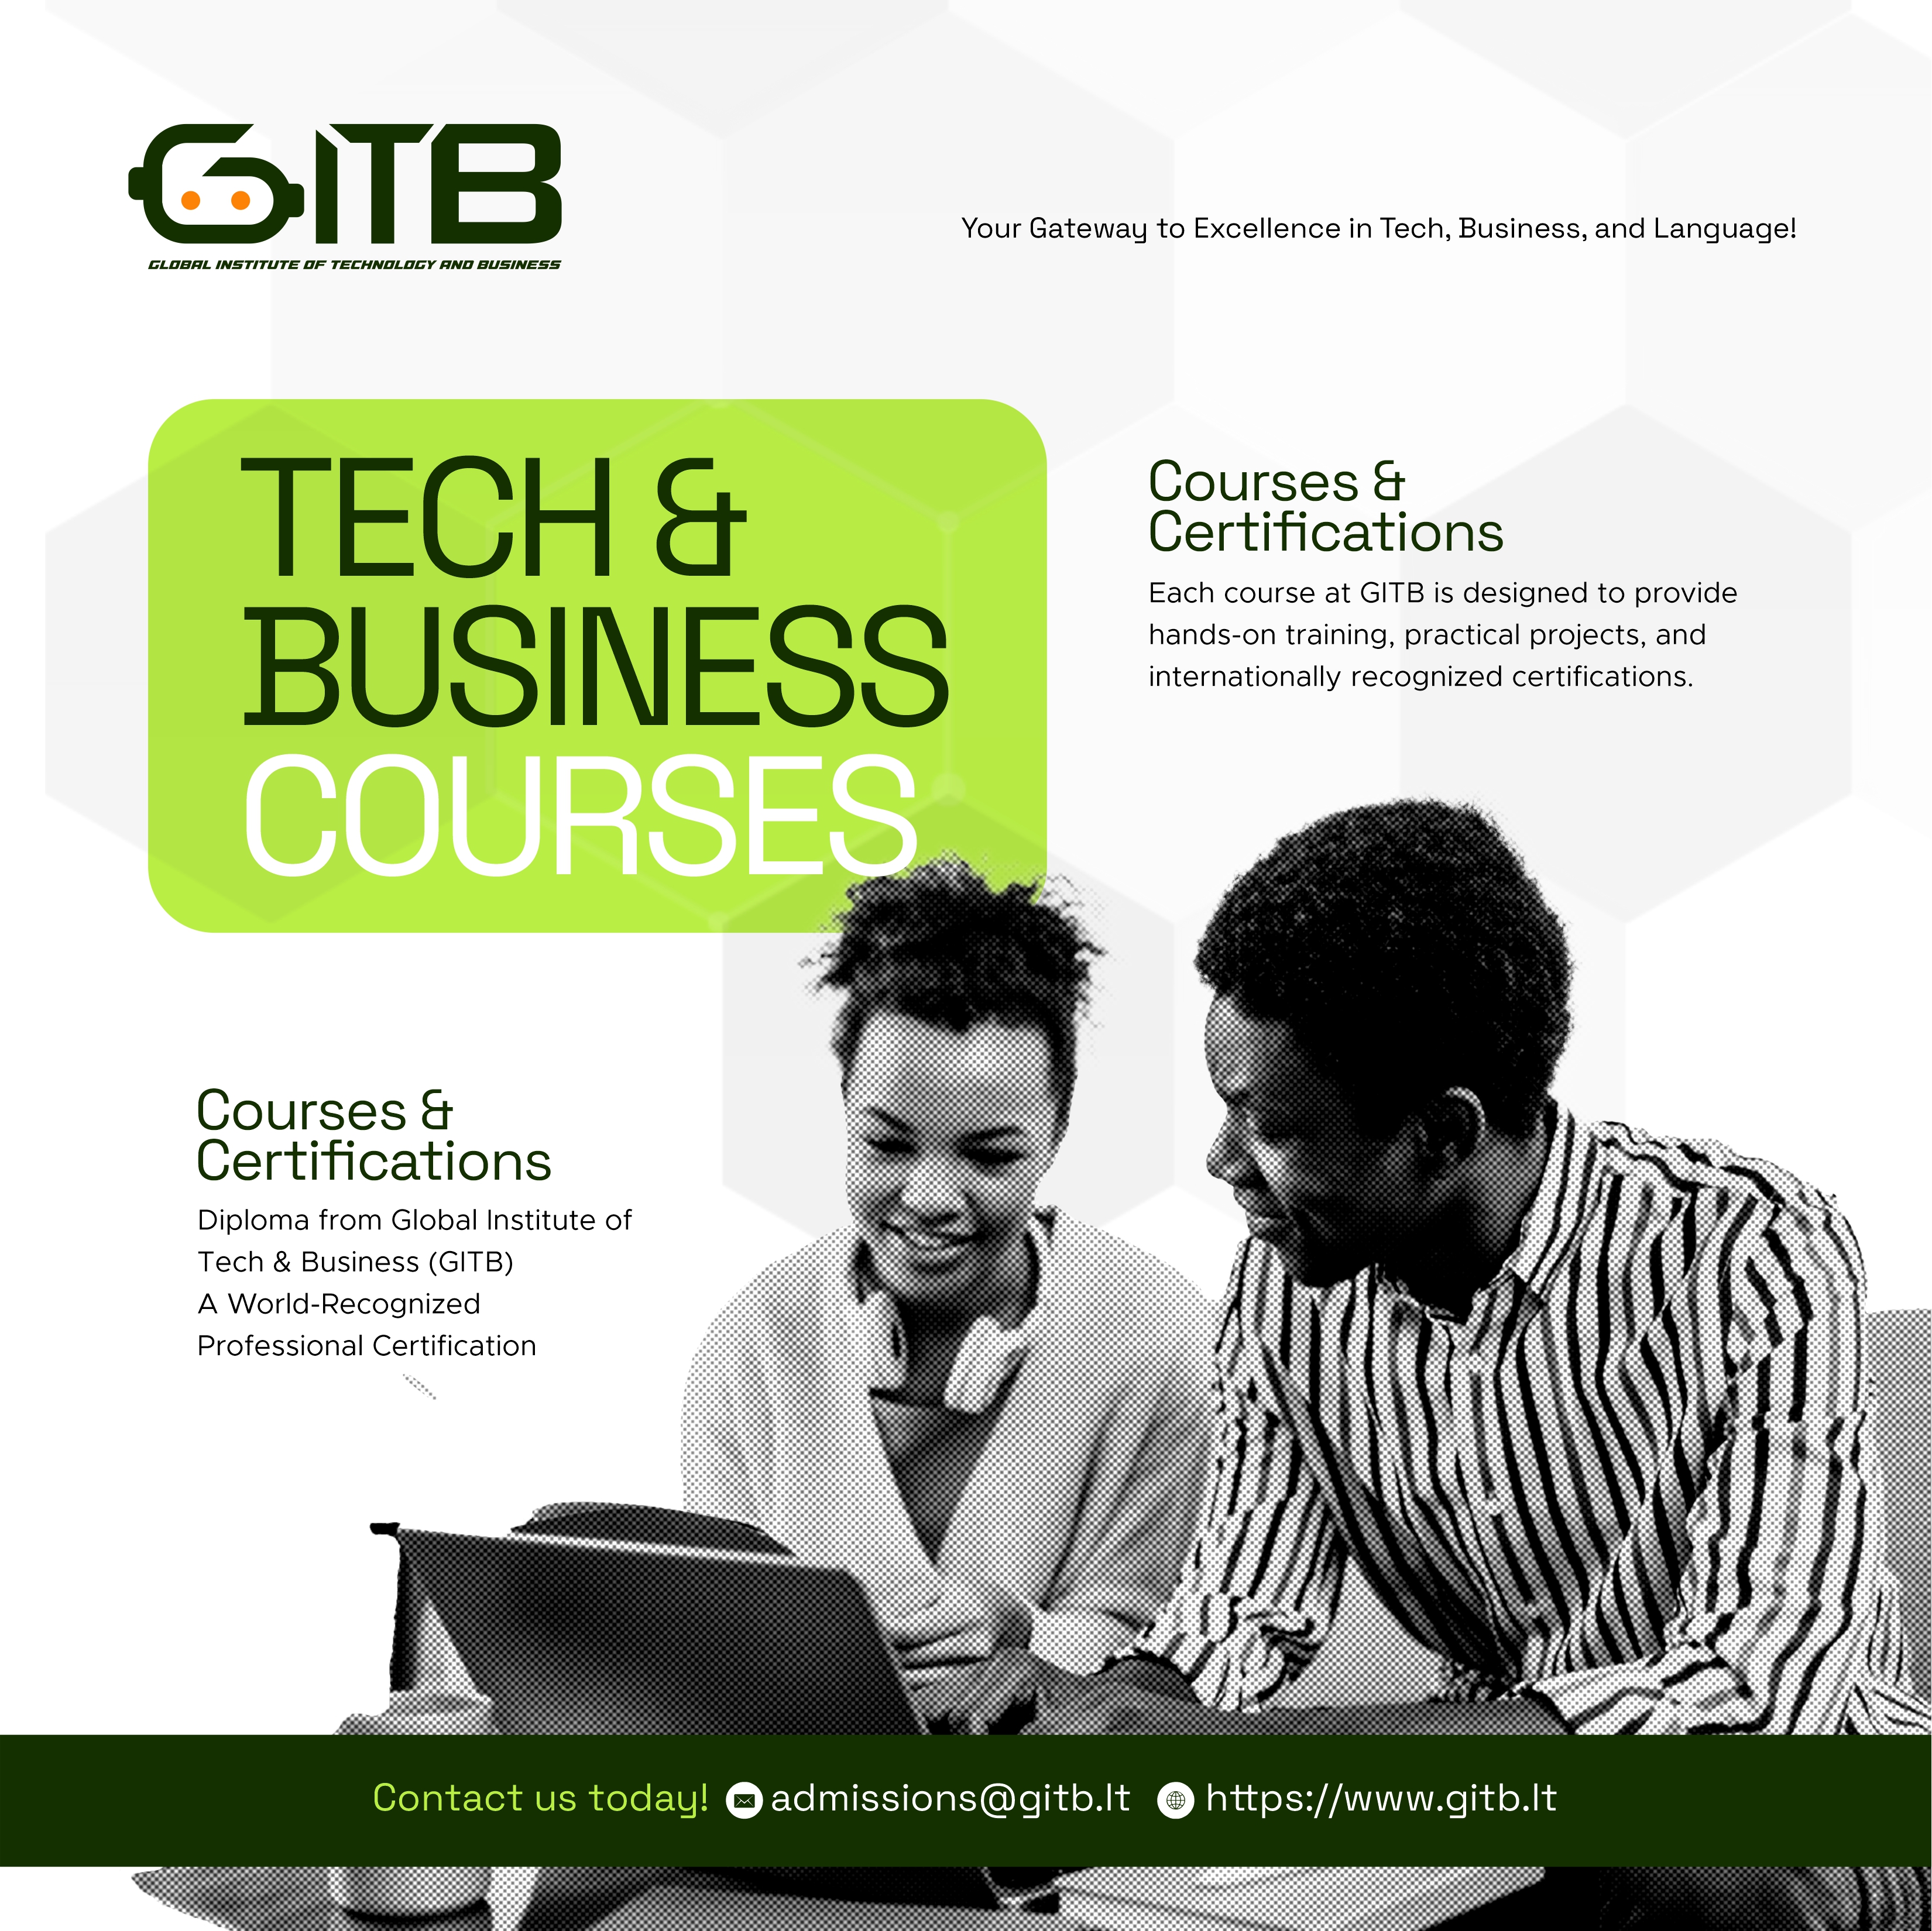 GITB
GLOBAL INSTITUTE OF TECHNOLOGY AND BUSINESS
Your Gateway to Excellence in Tech, Business, and Language!
TECH &
BUSINESS
COURSES
Courses &
Certifications
Each course at GITB is designed to provide
hands-on training, practical projects, and
internationally recognized certifications.
Courses &
Certifications
Diploma from Global Institute of
Tech & Business (GITB)
A World-Recognized
Professional Certification
Contact us today! admissions@gitb.lt https://www.gitb.lt